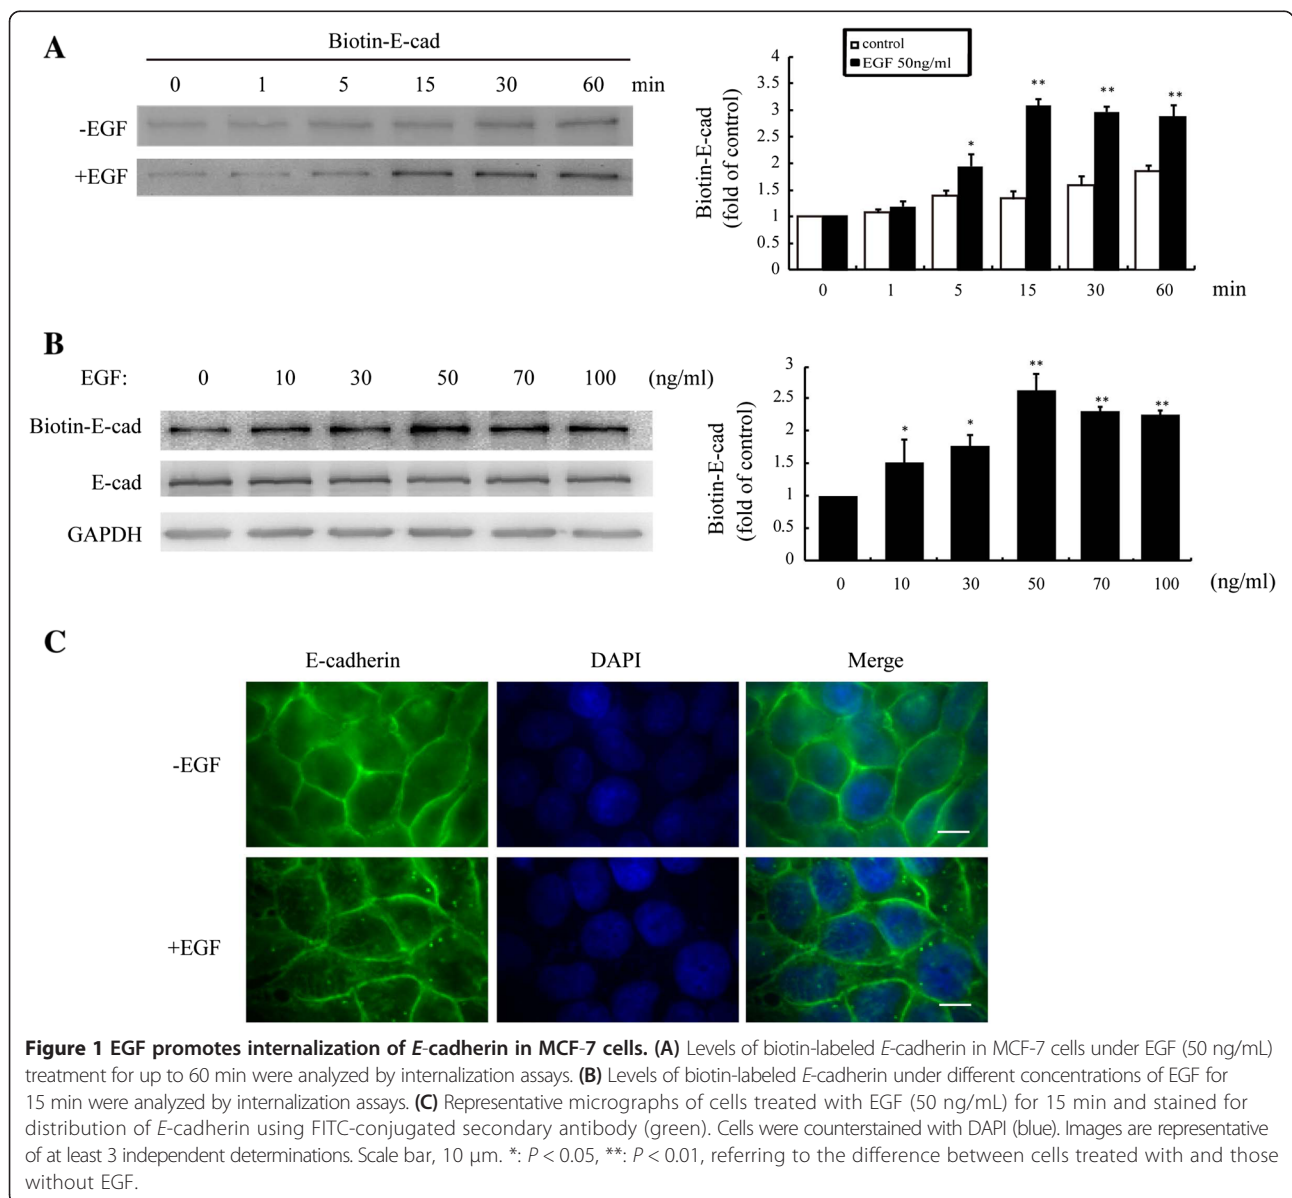 A
Biotin-E-cad
0 1 5 15 30 60 min
-EGF
+EGF
control
EGF 50ng/ml
Biotin-E-cad
(fold of control)
4
3.5
3
2.5
2
1.5
1
0.5
0
** ** **
*
0 1 5 15 30 60 min
B
EGF: 0 10 30 50 70 100 (ng/ml)
Biotin-E-cad
E-cad
GAPDH
Biotin-E-cad
(fold of control)
3
2.5
2
1.5
1
0.5
0
* * ** ** **
0 10 30 50 70 100 (ng/ml)
C
E-cadherin DAPI Merge
-EGF
+EGF
Figure 1 EGF promotes internalization of E-cadherin in MCF-7 cells. (A) Levels of biotin-labeled E-cadherin in MCF-7 cells under EGF (50 ng/mL)
treatment for up to 60 min were analyzed by internalization assays. (B) Levels of biotin-labeled E-cadherin under different concentrations of EGF for
15 min were analyzed by internalization assays. (C) Representative micrographs of cells treated with EGF (50 ng/mL) for 15 min and stained for
distribution of E-cadherin using FITC-conjugated secondary antibody (green). Cells were counterstained with DAPI (blue). Images are representative
of at least 3 independent determinations. Scale bar, 10 μm. *: P < 0.05, **: P < 0.01, referring to the difference between cells treated with and those
without EGF.